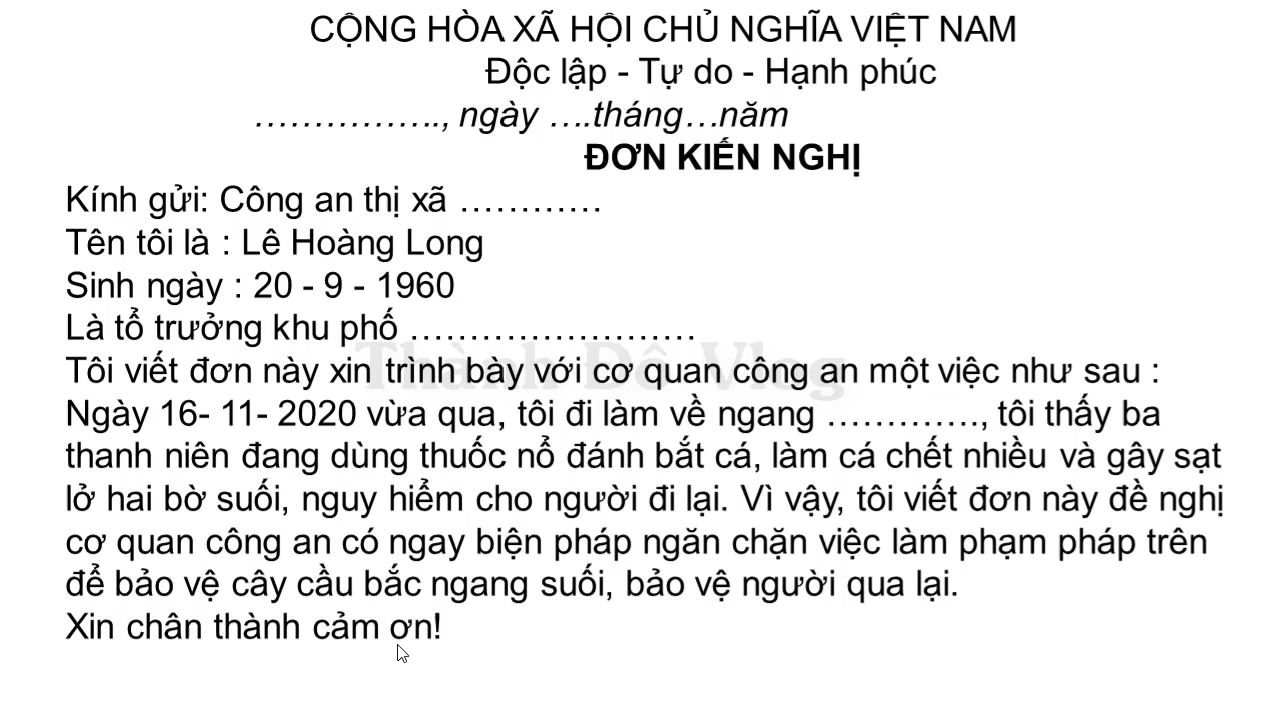 CỘNG HÒA XÃ HỘI CHỦ NGHĨA VIỆT NAM
Độc lập - Tự do - Hạnh phúc
……………., ngày ….tháng…năm
ĐƠN KIẾN NGHỊ
Kính gửi: Công an thị xã …………
Tên tôi là : Lê Hoàng Long
Sinh ngày : 20 - 9 - 1960
Là tổ trưởng khu phố ……………………
Thành Đô Vlog
Tôi viết đơn này xin trình bày với cơ quan công an một việc như sau :
Ngày 16- 11- 2020 vừa qua, tôi đi làm về ngang …………., tôi thấy ba
thanh niên đang dùng thuốc nổ đánh bắt cá, làm cá chết nhiều và gây sạt
lở hai bờ suối, nguy hiểm cho người đi lại. Vì vậy, tôi viết đơn này đề nghị
cơ quan công an có ngay biện pháp ngăn chặn việc làm phạm pháp trên
để bảo vệ cây cầu bắc ngang suối, bảo vệ người qua lại.
Xin chân thành cảm ơn!